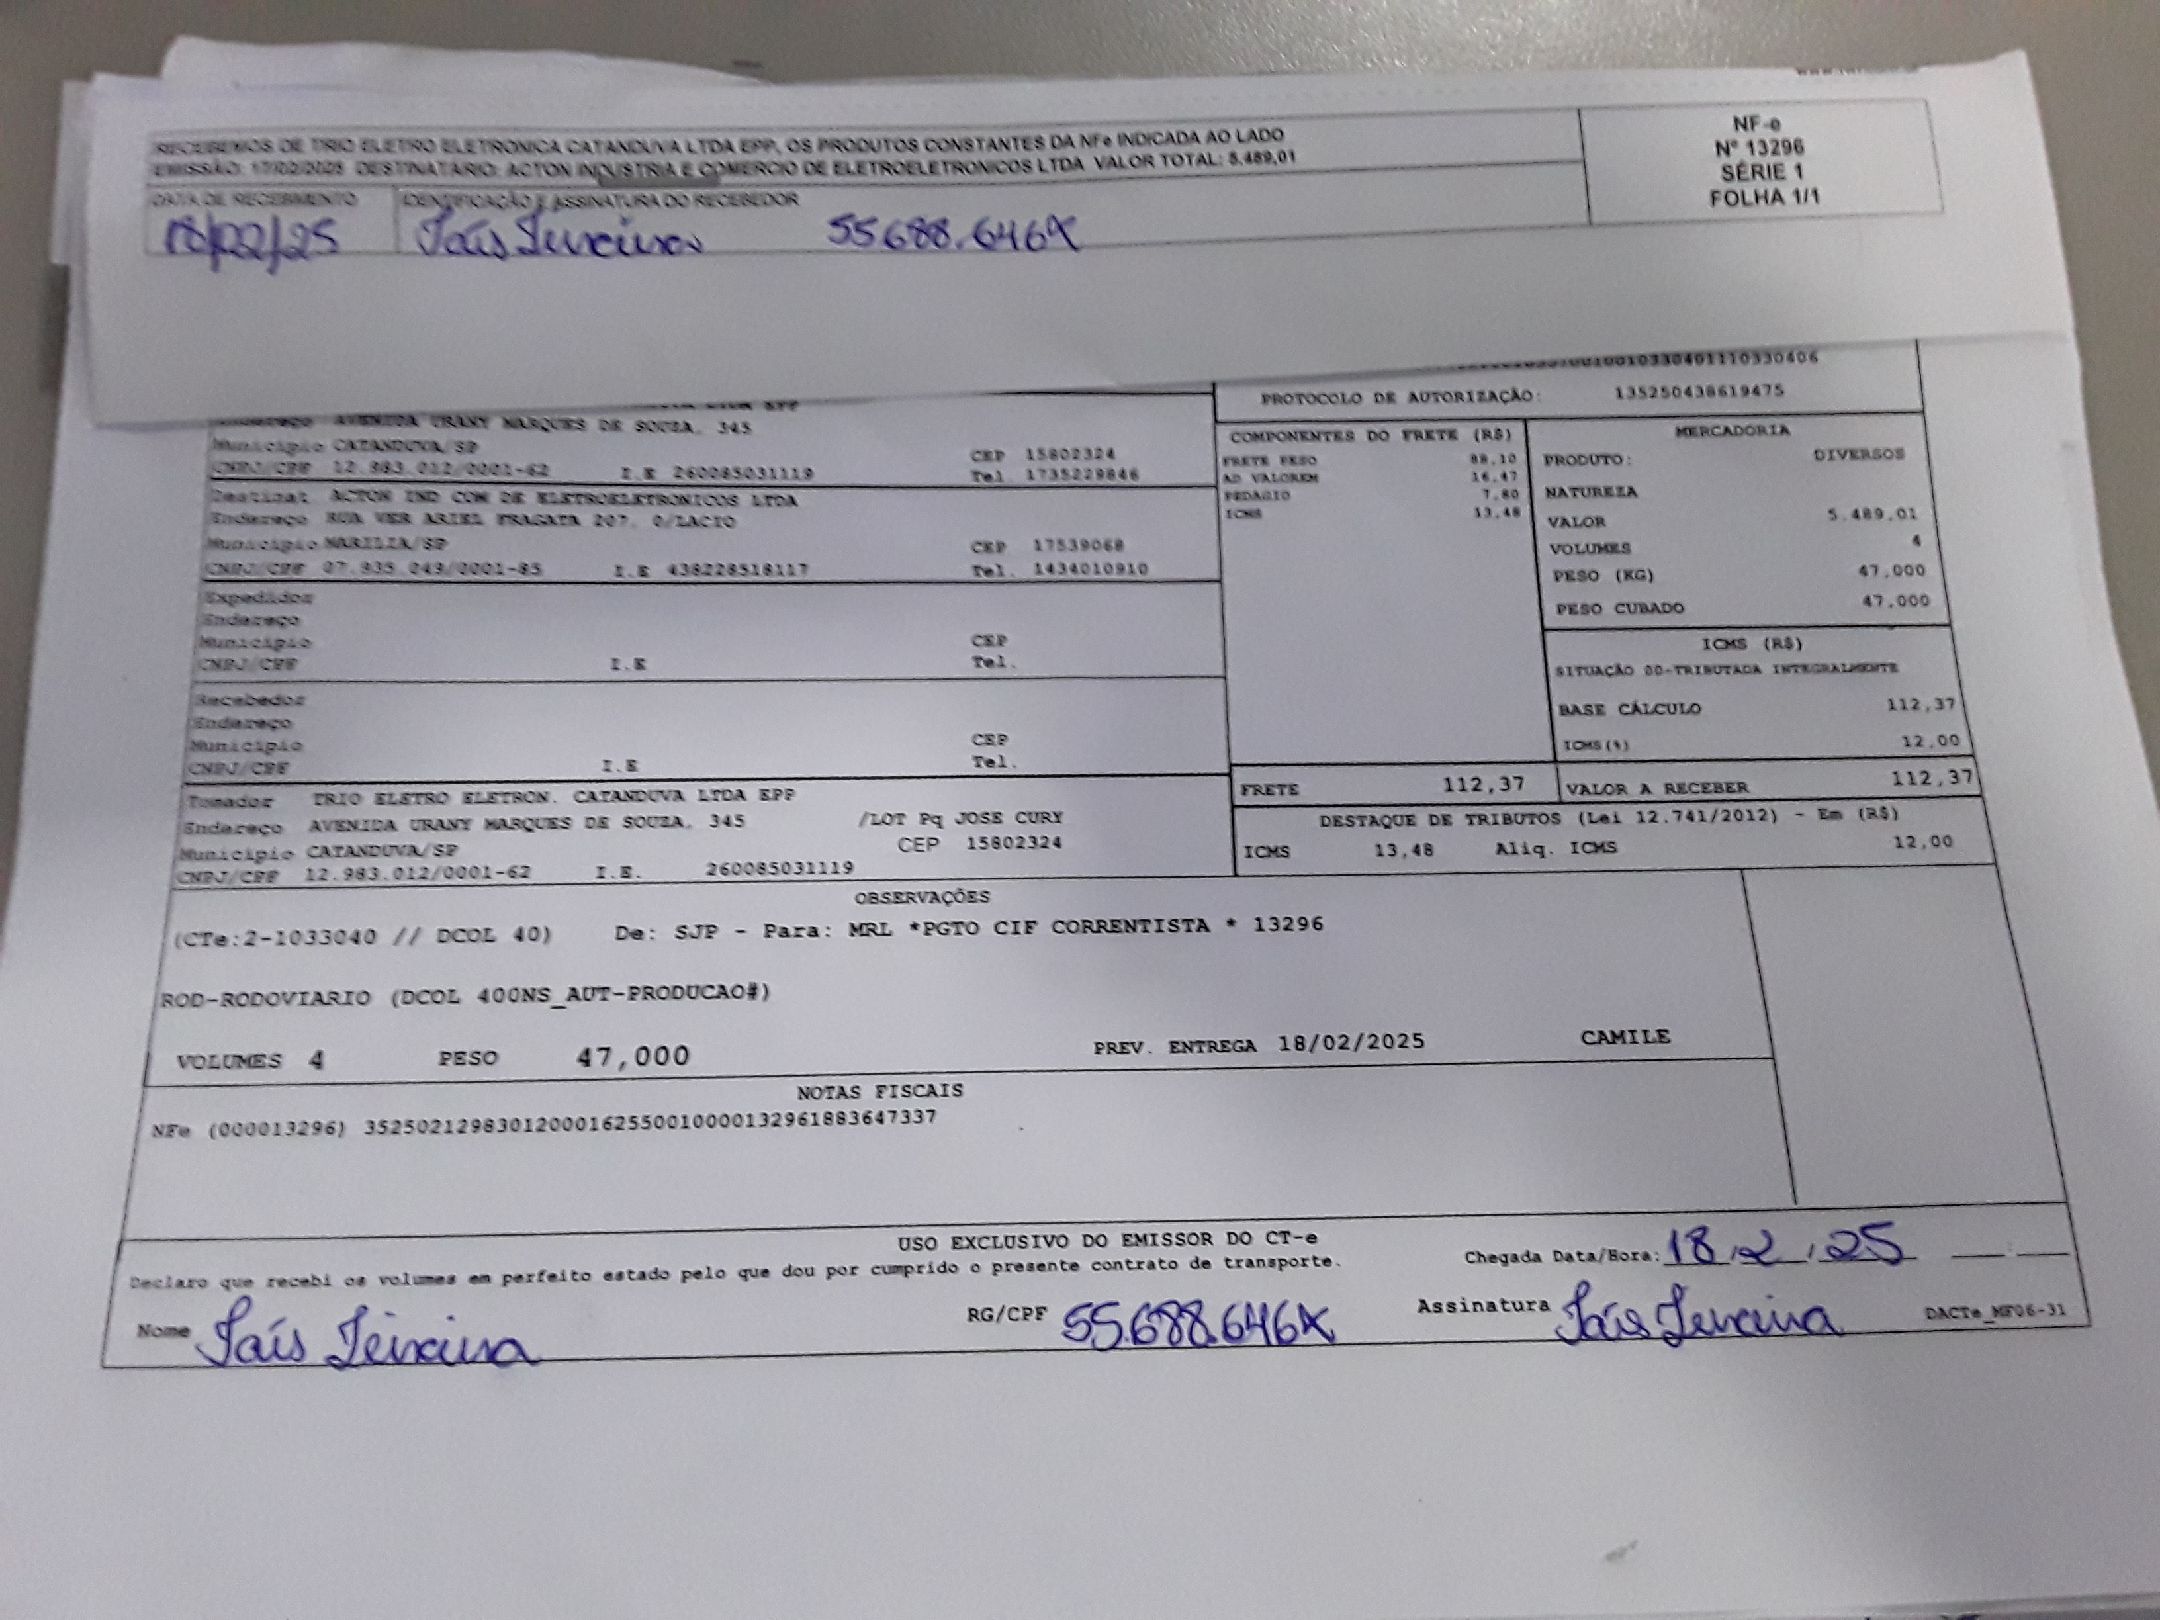 RECEBEMOS DE TRIO ELETRO ELETRONICA CATANDUVA LTDA EPP, OS PRODUTOS CONSTANTES DA NFe INDICADA AO LADO
EMISSÃO: 17/02/2025 DESTINATÁRIO: ACTON INDUSTRIA E COMERCIO DE ELETROELETRONICOS LTDA VALOR TOTAL: 5.489,01
NF-e
Nº 13296
SÉRIE 1
FOLHA 1/1
DATA DE RECEBIMENTO IDENTIFICAÇÃO E ASSINATURA DO RECEBEDOR
18/02/25 55688.646X
PROTOCOLO DE AUTORIZAÇÃO: 135250438619475
Endereço AVENIDA URANY MARQUES DE SOUZA, 345
Município CATANDUVA/SP CEP 15802324
CNPJ/CPF 12.983.012/0001-62 I.E 260085031119 Tel. 1735229846
Destinat ACTON IND COM DE ELETROELETRONICOS LTDA
Endereço RUA VER ARIEL FRAGATA 207, 0/LACIO
Município MARILIA/SP CEP 17539068
CNPJ/CPF 07.935.049/0001-85 I.E 438228518117 Tel. 1434010910
Expedidor
Endereço
Município CEP
CNPJ/CPF I.E Tel.
Recebedor
Endereço
Município CEP
CNPJ/CPF I.E Tel.
Tomador TRIO ELETRO ELETRON. CATANDUVA LTDA EPP
Endereço AVENIDA URANY MARQUES DE SOUZA, 345 /LOT Pq JOSE CURY
Município CATANDUVA/SP CEP 15802324
CNPJ/CPF 12.983.012/0001-62 I.E. 260085031119
COMPONENTES DO FRETE (R$)
FRETE PESO 88,10
AD VALOREM 16,47
PEDAGIO 7,80
ICMS 13,48
MERCADORIA
PRODUTO: DIVERSOS
NATUREZA
VALOR 5.489,01
VOLUMES 4
PESO (KG) 47,000
PESO CUBADO 47,000
ICMS (R$)
SITUAÇÃO 00-TRIBUTADA INTEGRALMENTE
BASE CÁLCULO 112,37
ICMS(%) 12,00
FRETE 112,37 VALOR A RECEBER 112,37
DESTAQUE DE TRIBUTOS (Lei 12.741/2012) - Em (R$)
ICMS 13,48 Aliq. ICMS 12,00
OBSERVAÇÕES
(CTe:2-1033040 // DCOL 40) De: SJP - Para: MRL *PGTO CIF CORRENTISTA * 13296
ROD-RODOVIARIO (DCOL 400NS_AUT-PRODUCAO#)
VOLUMES 4 PESO 47,000 PREV. ENTREGA 18/02/2025 CAMILE
NOTAS FISCAIS
NFe (000013296) 35250212983012000162550010000132961883647337
USO EXCLUSIVO DO EMISSOR DO CT-e
Declaro que recebi os volumes em perfeito estado pelo que dou por cumprido o presente contrato de transporte.
Chegada Data/Hora: 18/2/25
Nome Taís Teixeira RG/CPF 55.688.646X Assinatura Taís Teixeira DACTe_MF06-31